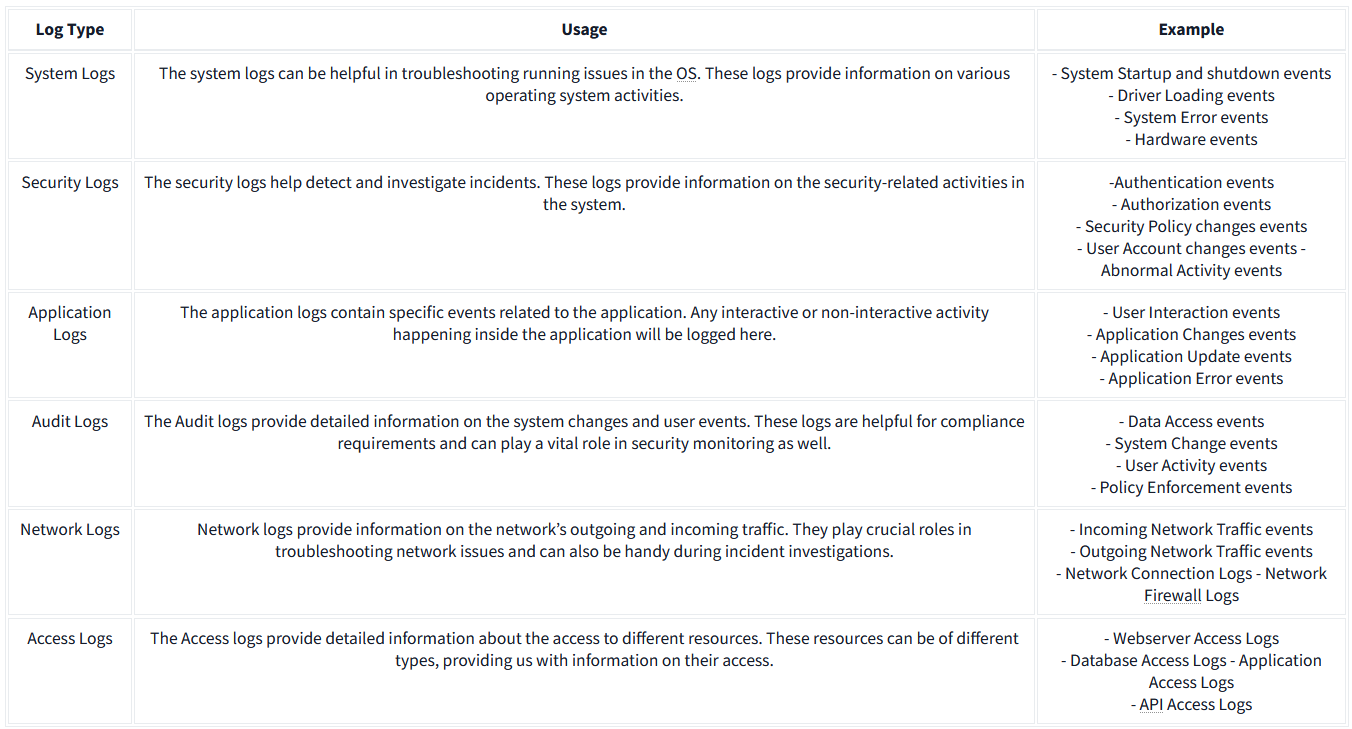 Log Type
Usage
Example
System Logs
The system logs can be helpful in troubleshooting running issues in the OS. These logs provide information on various
operating system activities.
- System Startup and shutdown events
- Driver Loading events
- System Error events
- Hardware events
Security Logs
The security logs help detect and investigate incidents. These logs provide information on the security-related activities in
the system.
-Authentication events
- Authorization events
- Security Policy changes events
- User Account changes events -
Abnormal Activity events
Application
Logs
The application logs contain specific events related to the application. Any interactive or non-interactive activity
happening inside the application will be logged here.
- User Interaction events
- Application Changes events
- Application Update events
- Application Error events
Audit Logs
The Audit logs provide detailed information on the system changes and user events. These logs are helpful for compliance
requirements and can play a vital role in security monitoring as well.
- Data Access events
- System Change events
- User Activity events
- Policy Enforcement events
Network Logs
Network logs provide information on the network’s outgoing and incoming traffic. They play crucial roles in
troubleshooting network issues and can also be handy during incident investigations.
- Incoming Network Traffic events
- Outgoing Network Traffic events
- Network Connection Logs - Network
Firewall Logs
Access Logs
The Access logs provide detailed information about the access to different resources. These resources can be of different
types, providing us with information on their access.
- Webserver Access Logs
- Database Access Logs - Application
Access Logs
- API Access Logs